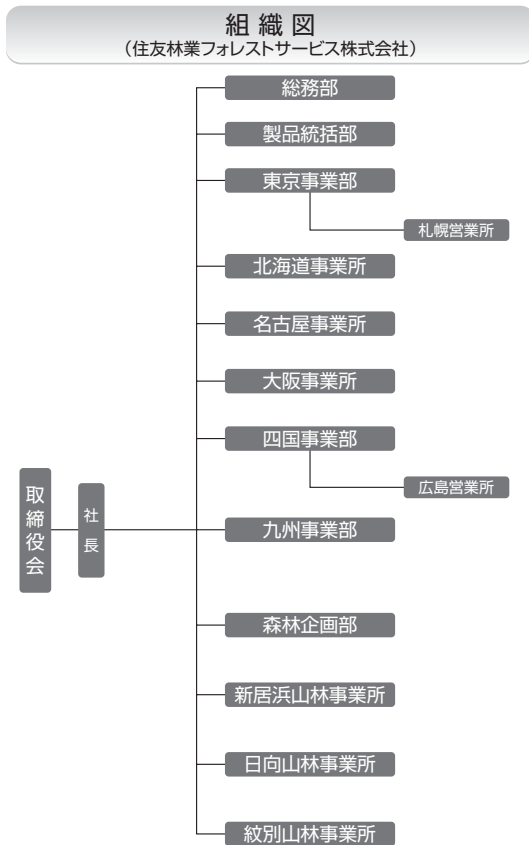 組織図
（住友林業フォレストサービス株式会社）
総務部
製品統括部
東京事業部
札幌営業所
北海道事業所
名古屋事業所
大阪事業所
四国事業部
広島営業所
取締役会
社長
九州事業部
森林企画部
新居浜山林事業所
日向山林事業所
紋別山林事業所